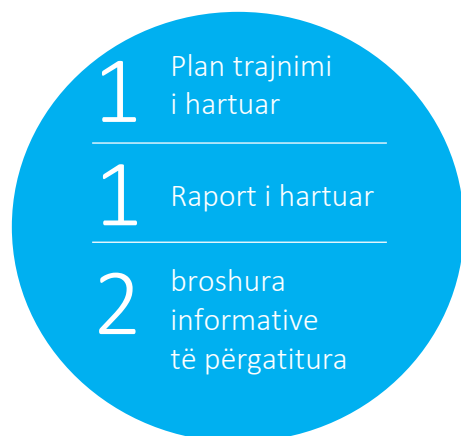 1 Plan trajnimi
i hartuar
1 Raport i hartuar
2 broshura
informative
të përgatitura